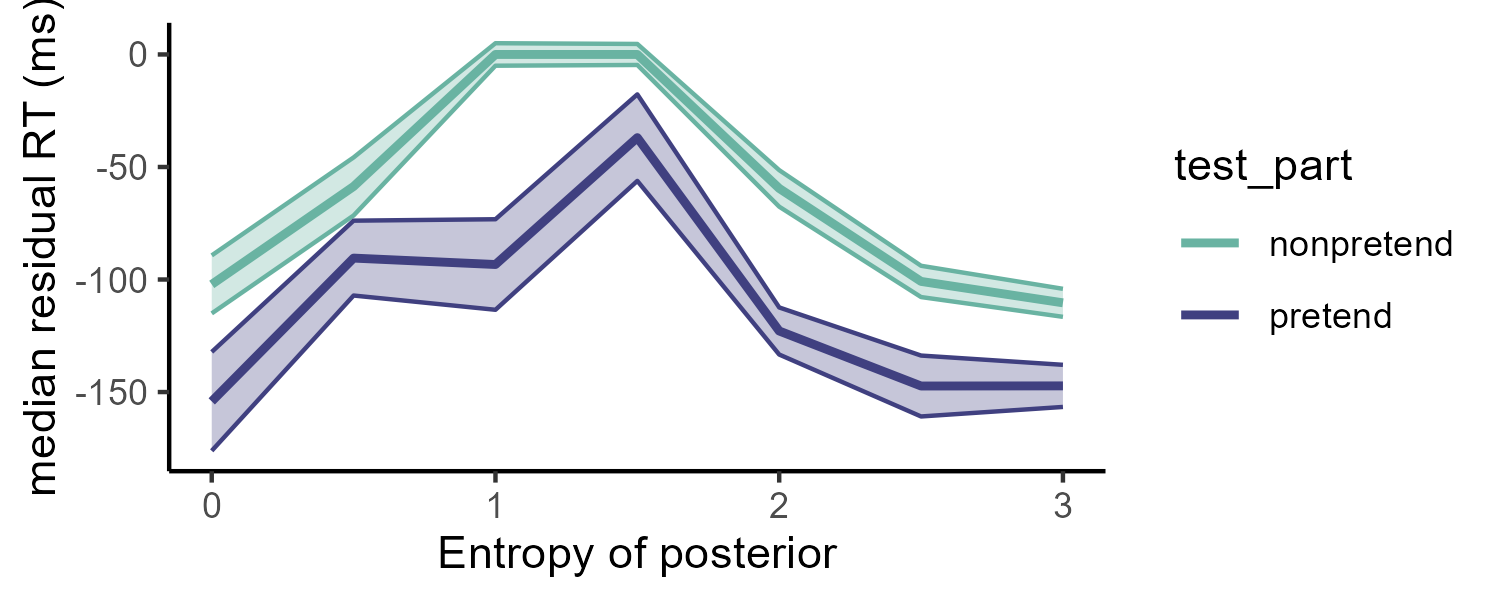 median residual RT (ms)
0
-50
-100
-150
0 1 2 3
Entropy of posterior
test_part
nonpretend
pretend